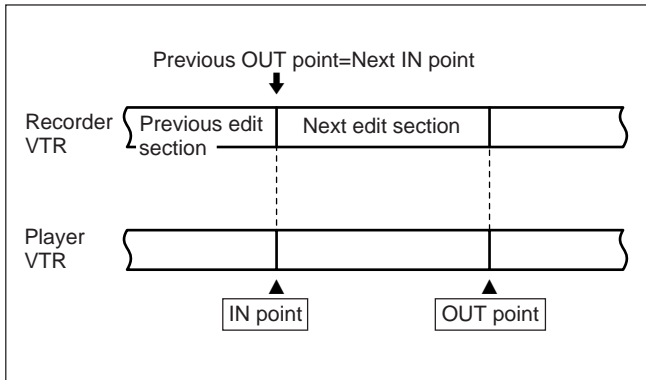 Previous OUT point=Next IN point
Recorder
VTR
Previous edit
section
Next edit section
Player
VTR
IN point
OUT point